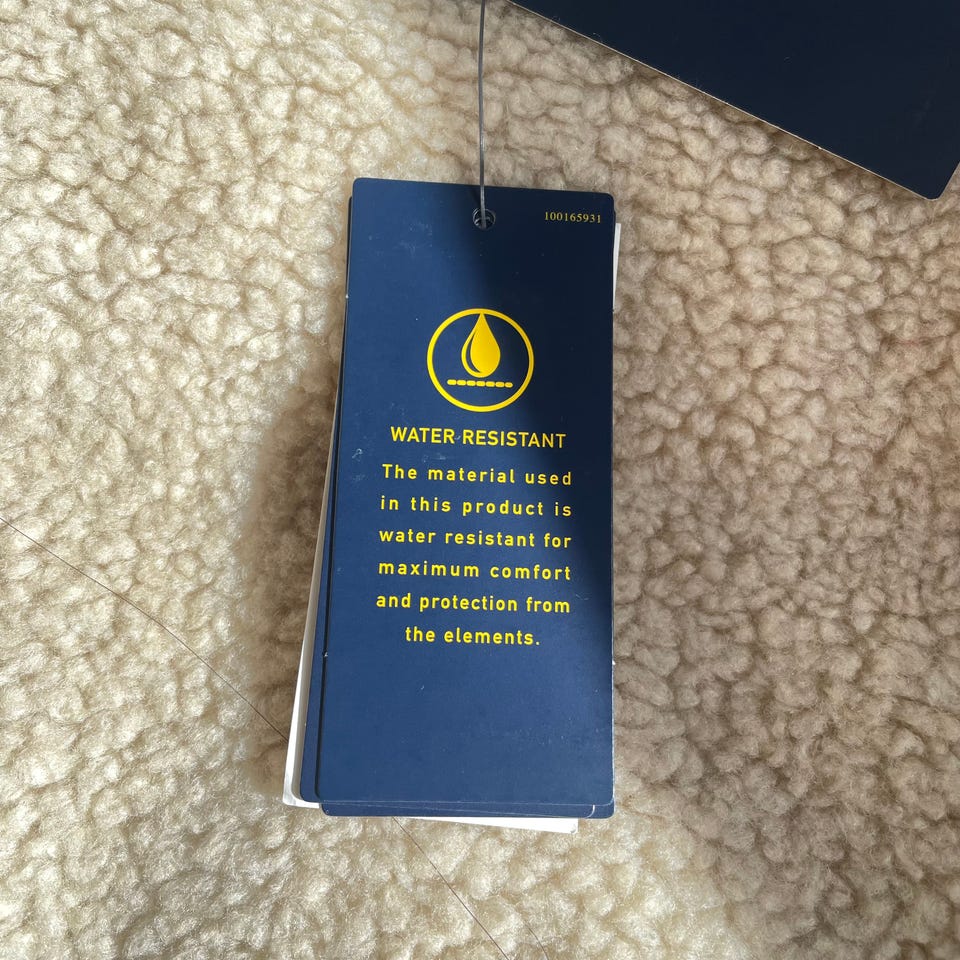 100165931
WATER RESISTANT
The material used
in this product is
water resistant for
maximum comfort
and protection from
the elements.